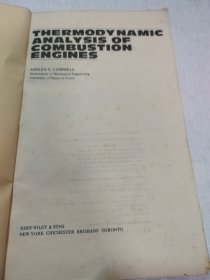 THERMODYNAMIC
ANALYSIS OF
COMBUSTION
ENGINES
ASHLEY S. CAMPBELL
Department of Mechanical Engineering
University of Maine at Orono
JOHN WILEY & SONS
NEW YORK CHICHESTER BRISBANE TORONTO